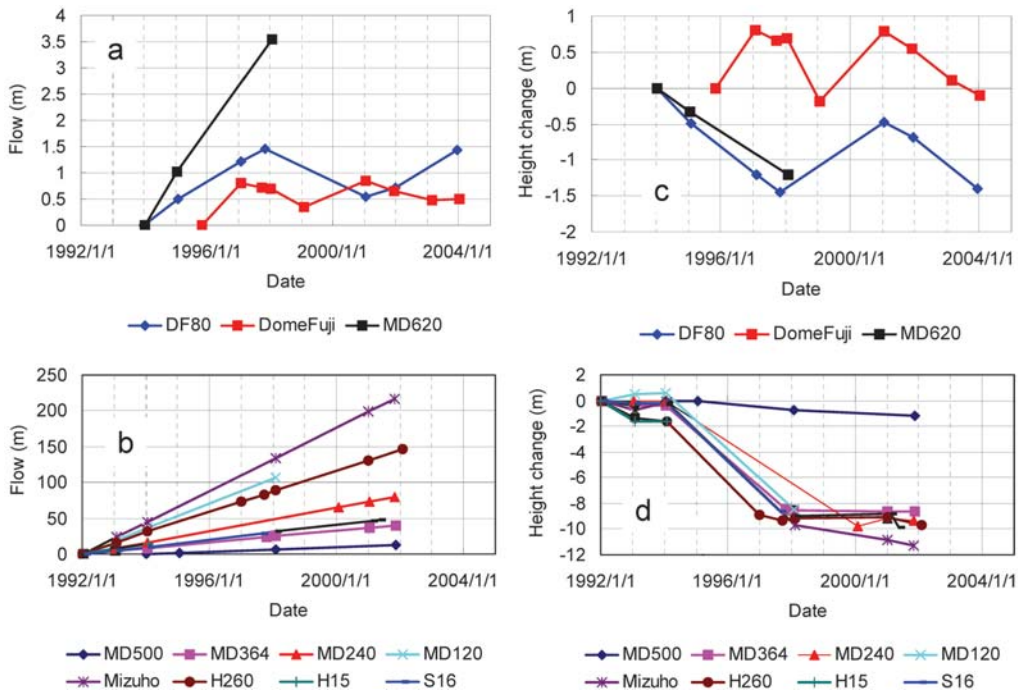 a
Flow (m)
4
3.5
3
2.5
2
1.5
1
0.5
0
1992/1/1 1996/1/1 2000/1/1 2004/1/1
Date
DF80 DomeFuji MD620
c
Height change (m)
1
0.5
0
-0.5
-1
-1.5
-2
1992/1/1 1996/1/1 2000/1/1 2004/1/1
Date
DF80 DomeFuji MD620
b
Flow (m)
250
200
150
100
50
0
1992/1/1 1996/1/1 2000/1/1 2004/1/1
Date
MD500 MD364 MD240 MD120
Mizuho H260 H15 S16
d
Height change (m)
2
0
-2
-4
-6
-8
-10
-12
1992/1/1 1996/1/1 2000/1/1 2004/1/1
Date
MD500 MD364 MD240 MD120
Mizuho H260 H15 S16